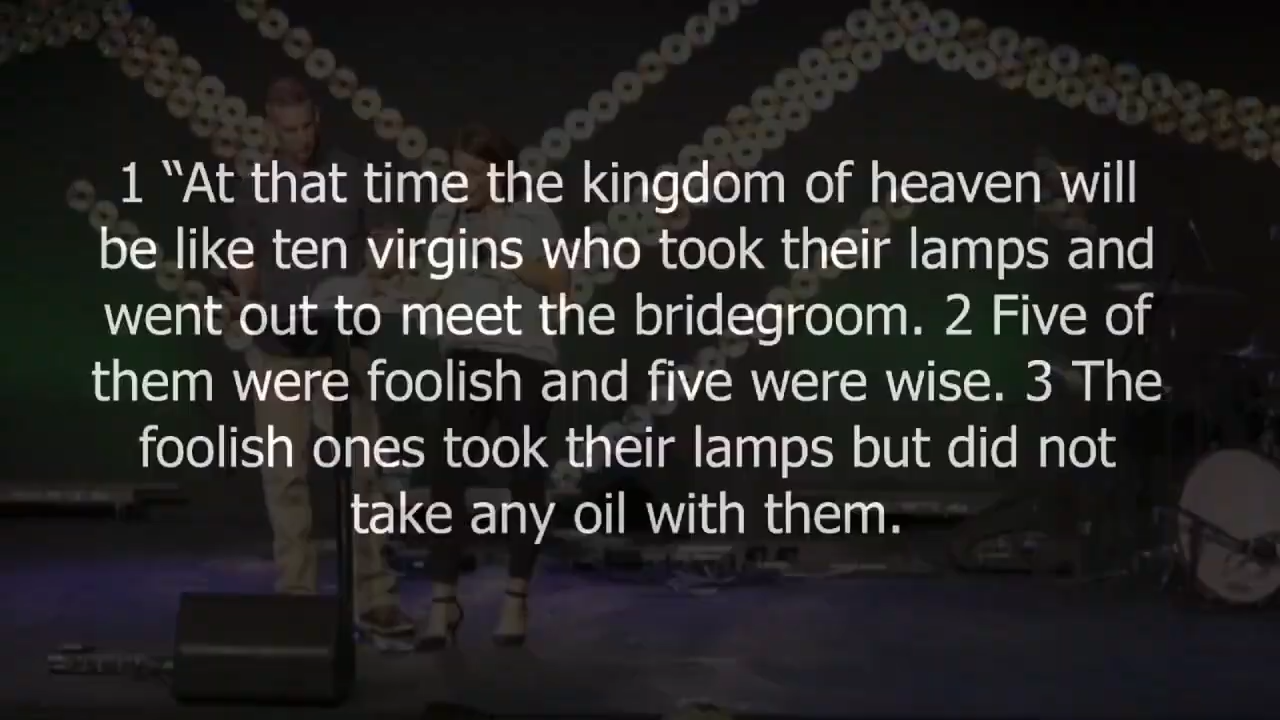 1 “At that time the kingdom of heaven will
be like ten virgins who took their lamps and
went out to meet the bridegroom. 2 Five of
them were foolish and five were wise. 3 The
foolish ones took their lamps but did not
take any oil with them.